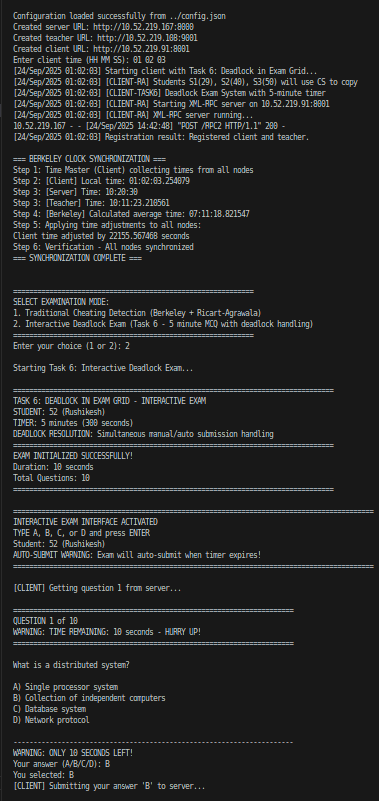 Configuration loaded successfully from ../config.json
Created server URL: http://10.52.219.167:8000
Created teacher URL: http://10.52.219.108:9001
Created client URL: http://10.52.219.91:8001
Enter client time (HH MM SS): 01 02 03
[24/Sep/2025 01:02:03] Starting client with Task 6: Deadlock in Exam Grid...
[24/Sep/2025 01:02:03] [CLIENT-RA] Students S1(29), S2(40), S3(50) will use CS to copy
[24/Sep/2025 01:02:03] [CLIENT-TASK6] Deadlock Exam System with 5-minute timer
[24/Sep/2025 01:02:03] [CLIENT-RA] Starting XML-RPC server on 10.52.219.91:8001
[24/Sep/2025 01:02:03] [CLIENT-RA] XML-RPC server running...
10.52.219.167 - - [24/Sep/2025 14:42:48] "POST /RPC2 HTTP/1.1" 200 -
[24/Sep/2025 01:02:03] Registration result: Registered client and teacher.

=== BERKELEY CLOCK SYNCHRONIZATION ===
Step 1: Time Master (Client) collecting times from all nodes
Step 2: [Client] Local time: 01:02:03.254079
Step 3: [Server] Time: 10:20:30
Step 3: [Teacher] Time: 10:11:23.210561
Step 4: [Berkeley] Calculated average time: 07:11:18.821547
Step 5: Applying time adjustments to all nodes:
Client time adjusted by 22155.567468 seconds
Step 6: Verification - All nodes synchronized
=== SYNCHRONIZATION COMPLETE ===

============================================================
SELECT EXAMINATION MODE:
1. Traditional Cheating Detection (Berkeley + Ricart-Agrawala)
2. Interactive Deadlock Exam (Task 6 - 5 minute MCQ with deadlock handling)
============================================================
Enter your choice (1 or 2): 2

Starting Task 6: Interactive Deadlock Exam...

================================================================================
TASK 6: DEADLOCK IN EXAM GRID - INTERACTIVE EXAM
STUDENT: 52 (Rushikesh)
TIMER: 5 minutes (300 seconds)
DEADLOCK RESOLUTION: Simultaneous manual/auto submission handling
================================================================================
EXAM INITIALIZED SUCCESSFULLY!
Duration: 10 seconds
Total Questions: 10
================================================================================

==========================================================================================
INTERACTIVE EXAM INTERFACE ACTIVATED
TYPE A, B, C, or D and press ENTER
Student: 52 (Rushikesh)
AUTO-SUBMIT WARNING: Exam will auto-submit when timer expires!
==========================================================================================

[CLIENT] Getting question 1 from server...

======================================================================
QUESTION 1 of 10
WARNING: TIME REMAINING: 10 seconds - HURRY UP!
======================================================================

What is a distributed system?

A) Single processor system
B) Collection of independent computers
C) Database system
D) Network protocol

----------------------------------------------------------------------
WARNING: ONLY 10 SECONDS LEFT!
Your answer (A/B/C/D): B
You selected: B
[CLIENT] Submitting your answer 'B' to server...